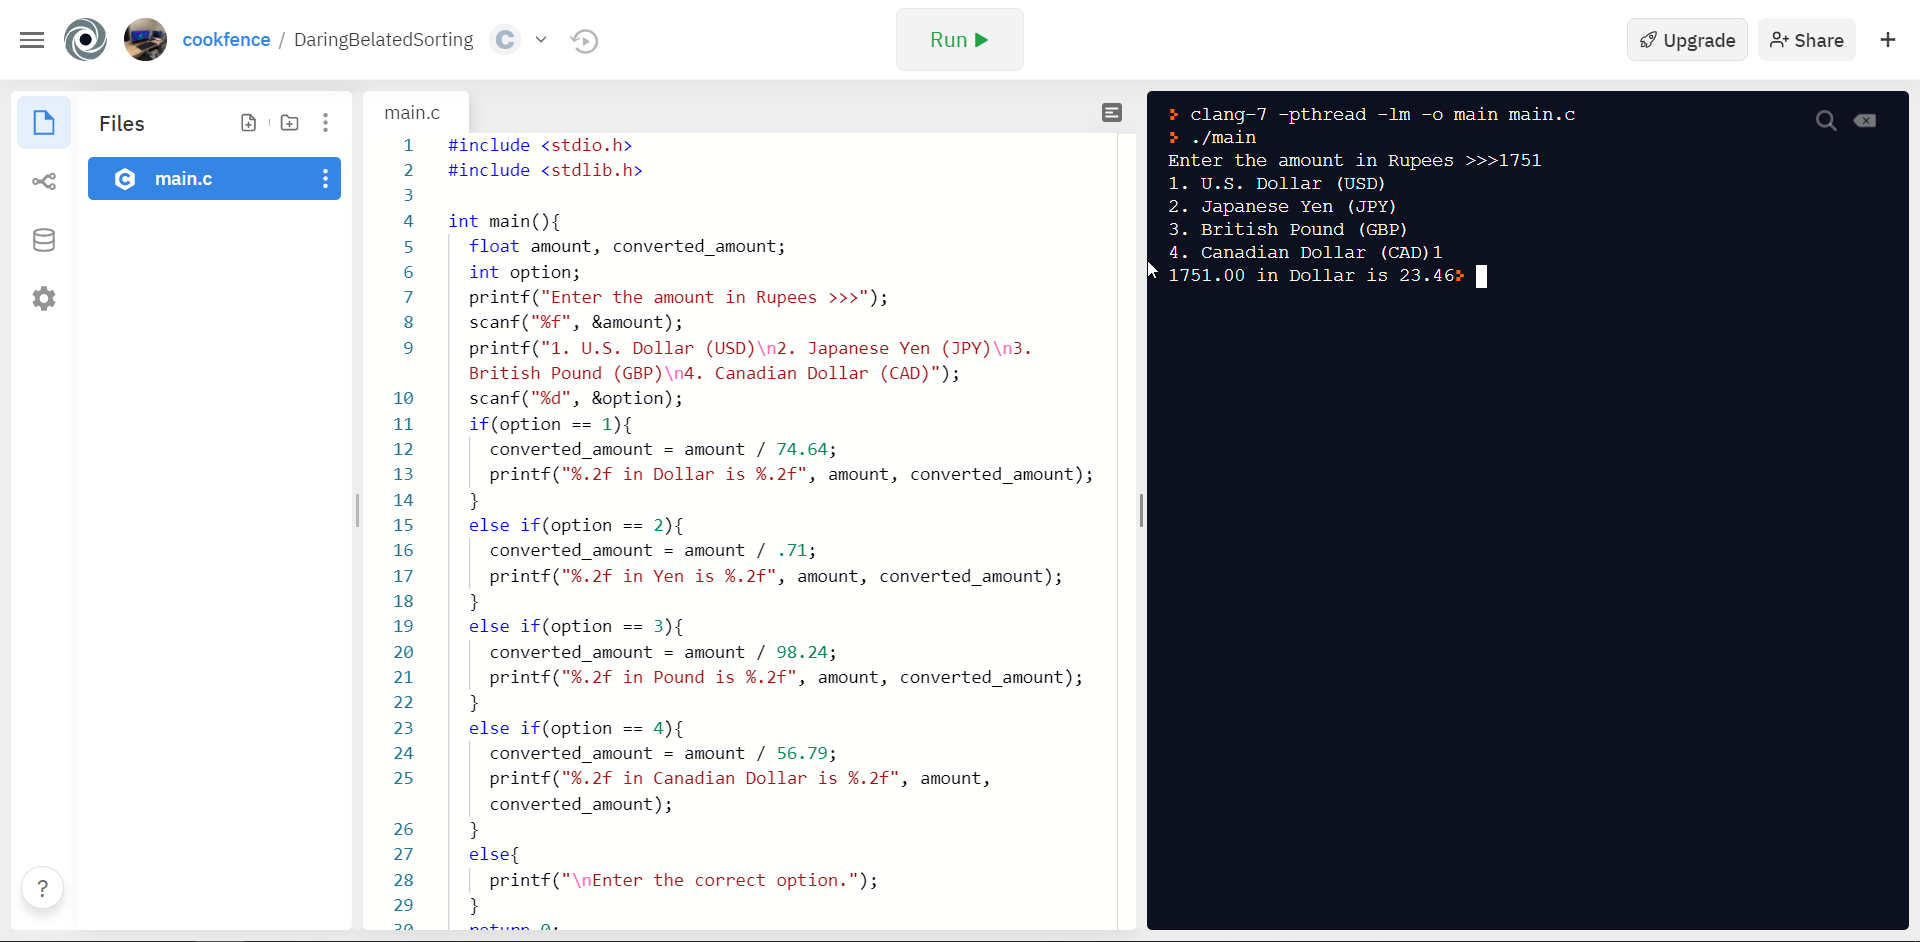 cookfence / DaringBelatedSorting C
Run
Upgrade
Share
+
Files
main.c
?
main.c
1 #include <stdio.h>
2 #include <stdlib.h>
3
4 int main(){
5 float amount, converted_amount;
6 int option;
7 printf("Enter the amount in Rupees >>>");
8 scanf("%f", &amount);
9 printf("1. U.S. Dollar (USD)\n2. Japanese Yen (JPY)\n3.
British Pound (GBP)\n4. Canadian Dollar (CAD)");
10 scanf("%d", &option);
11 if(option == 1){
12 converted_amount = amount / 74.64;
13 printf("%.2f in Dollar is %.2f", amount, converted_amount);
14 }
15 else if(option == 2){
16 converted_amount = amount / .71;
17 printf("%.2f in Yen is %.2f", amount, converted_amount);
18 }
19 else if(option == 3){
20 converted_amount = amount / 98.24;
21 printf("%.2f in Pound is %.2f", amount, converted_amount);
22 }
23 else if(option == 4){
24 converted_amount = amount / 56.79;
25 printf("%.2f in Canadian Dollar is %.2f", amount,
converted_amount);
26 }
27 else{
28 printf("\nEnter the correct option.");
29 }
30 return 0;
clang-7 -pthread -lm -o main main.c
./main
Enter the amount in Rupees >>>1751
1. U.S. Dollar (USD)
2. Japanese Yen (JPY)
3. British Pound (GBP)
4. Canadian Dollar (CAD)1
1751.00 in Dollar is 23.46